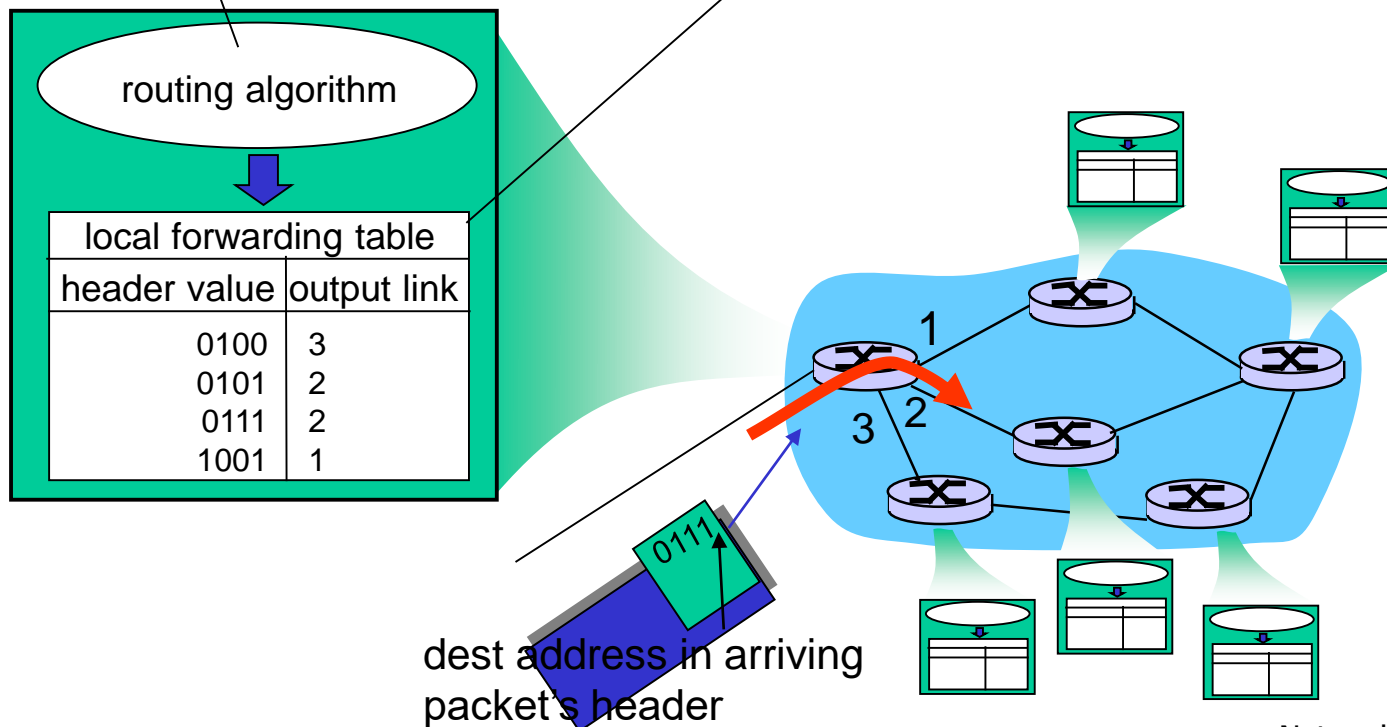 routing algorithm
local forwarding table
header value output link
0100 3
0101 2
0111 2
1001 1
1
2
3
0111
dest address in arriving
packet's header